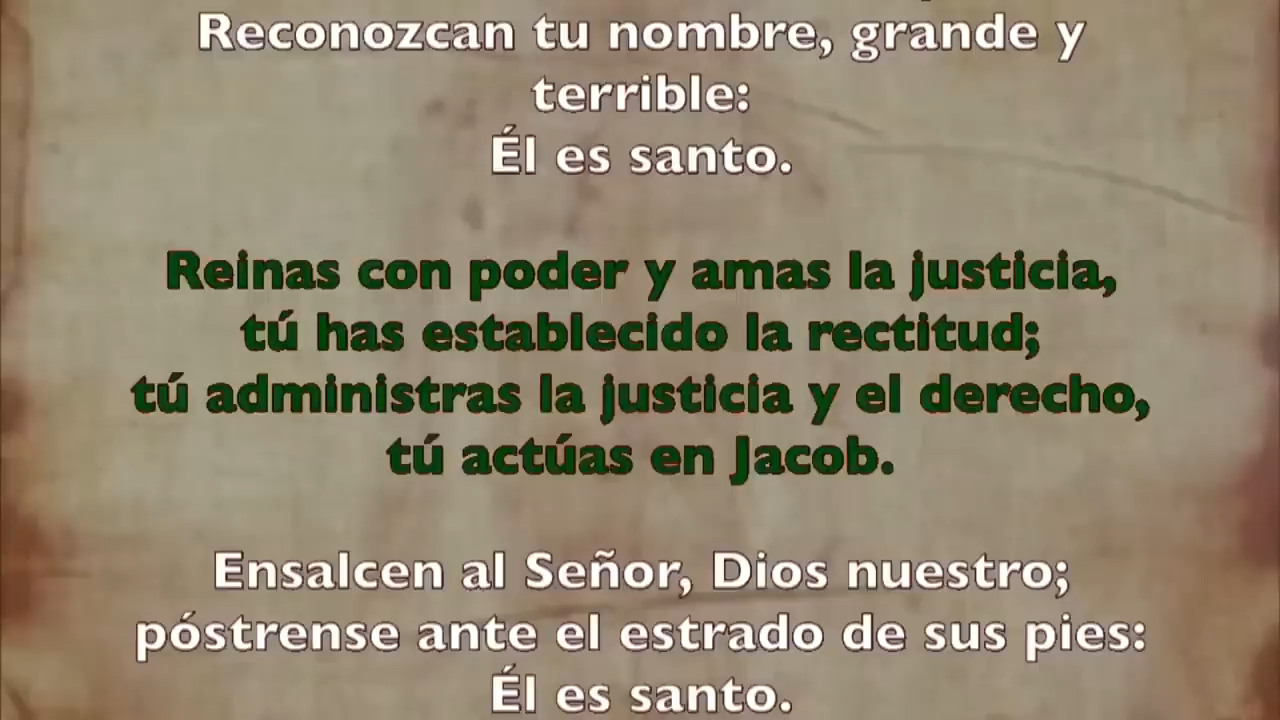 Reconozcan tu nombre, grande y
terrible:
Él es santo.
Reinas con poder y amas la justicia,
tú has establecido la rectitud;
tú administras la justicia y el derecho,
tú actúas en Jacob.
Ensalcen al Señor, Dios nuestro;
póstrense ante el estrado de sus pies:
Él es santo.